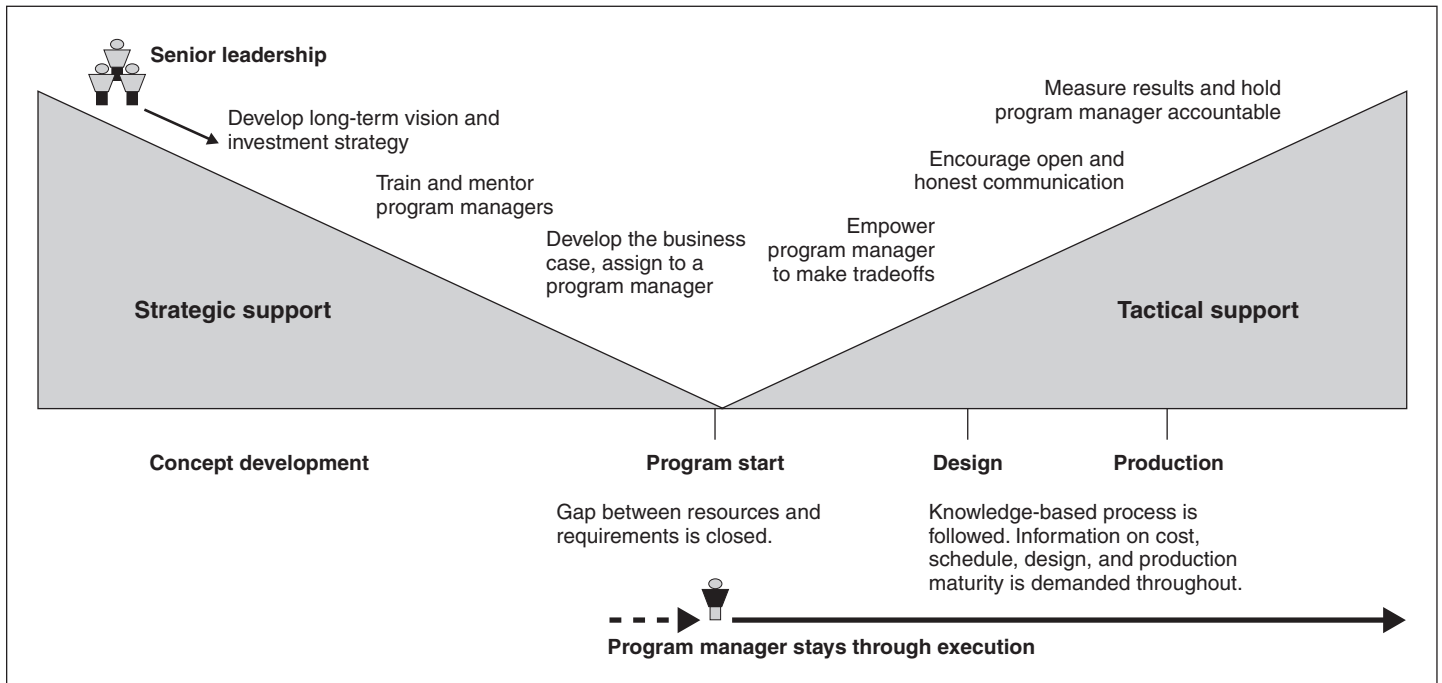 Senior leadership
Develop long-term vision and
investment strategy
Train and mentor
program managers
Develop the business
case, assign to a
program manager
Empower
program manager
to make tradeoffs
Encourage open and
honest communication
Measure results and hold
program manager accountable
Strategic support
Tactical support
Concept development
Program start
Design
Production
Gap between resources and
requirements is closed.
Knowledge-based process is
followed. Information on cost,
schedule, design, and production
maturity is demanded throughout.
Program manager stays through execution